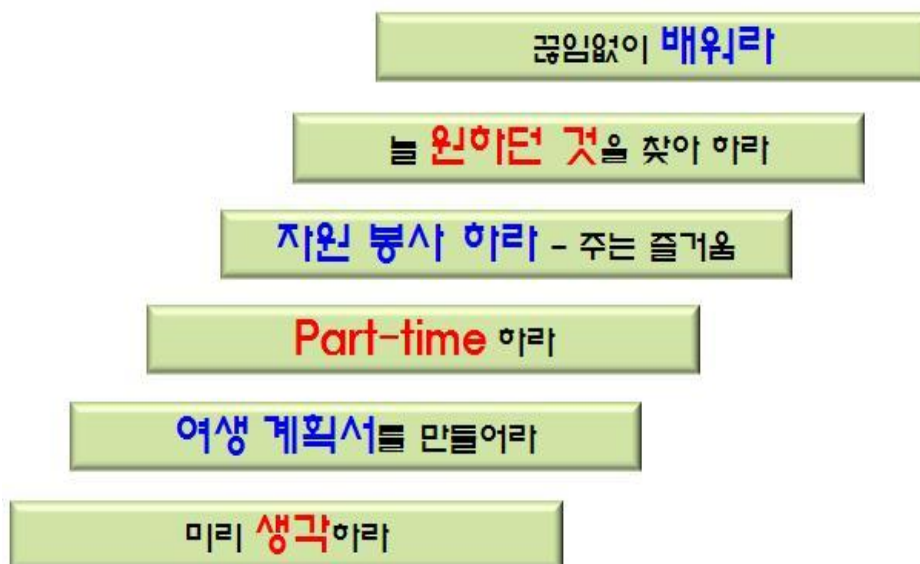 끊임없이 배워라
늘 원하던 것을 찾아 하라
자원 봉사 하라 - 주는 즐거움
Part-time 하라
여생 계획서를 만들어라
미리 생각하라